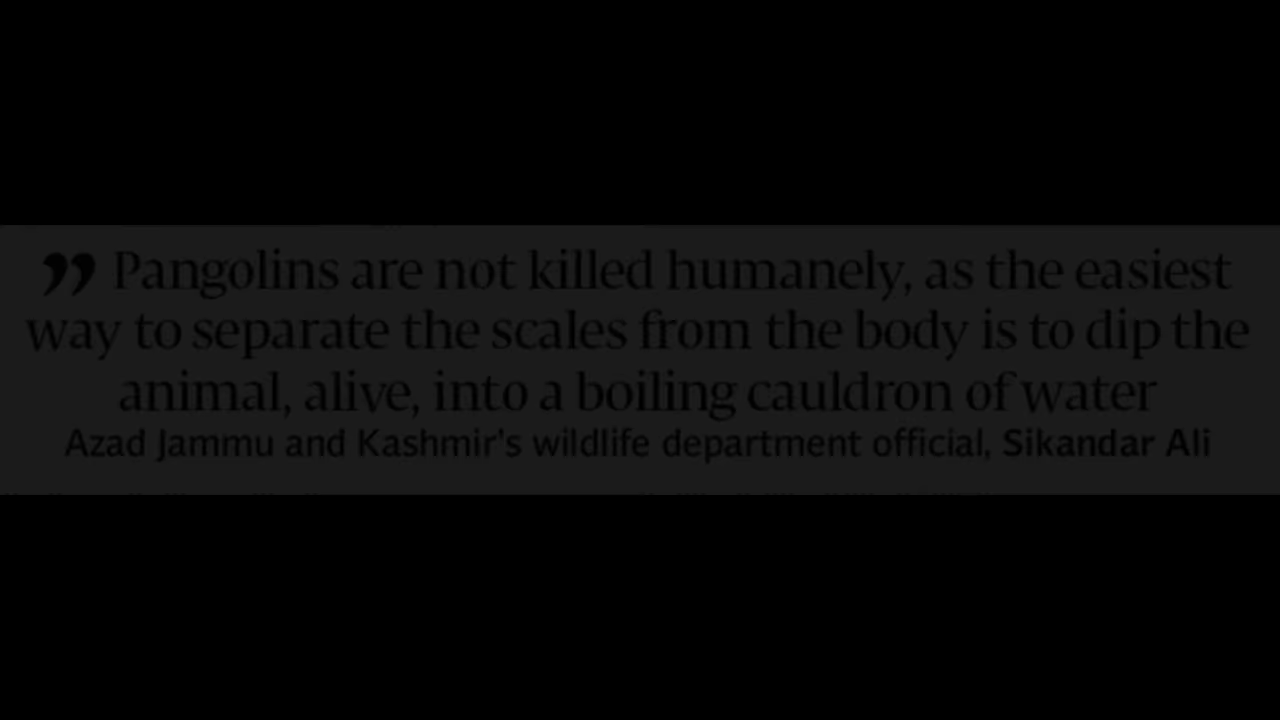 ” Pangolins are not killed humanely, as the easiest
way to separate the scales from the body is to dip the
animal, alive, into a boiling cauldron of water
Azad Jammu and Kashmir's wildlife department official, Sikandar Ali